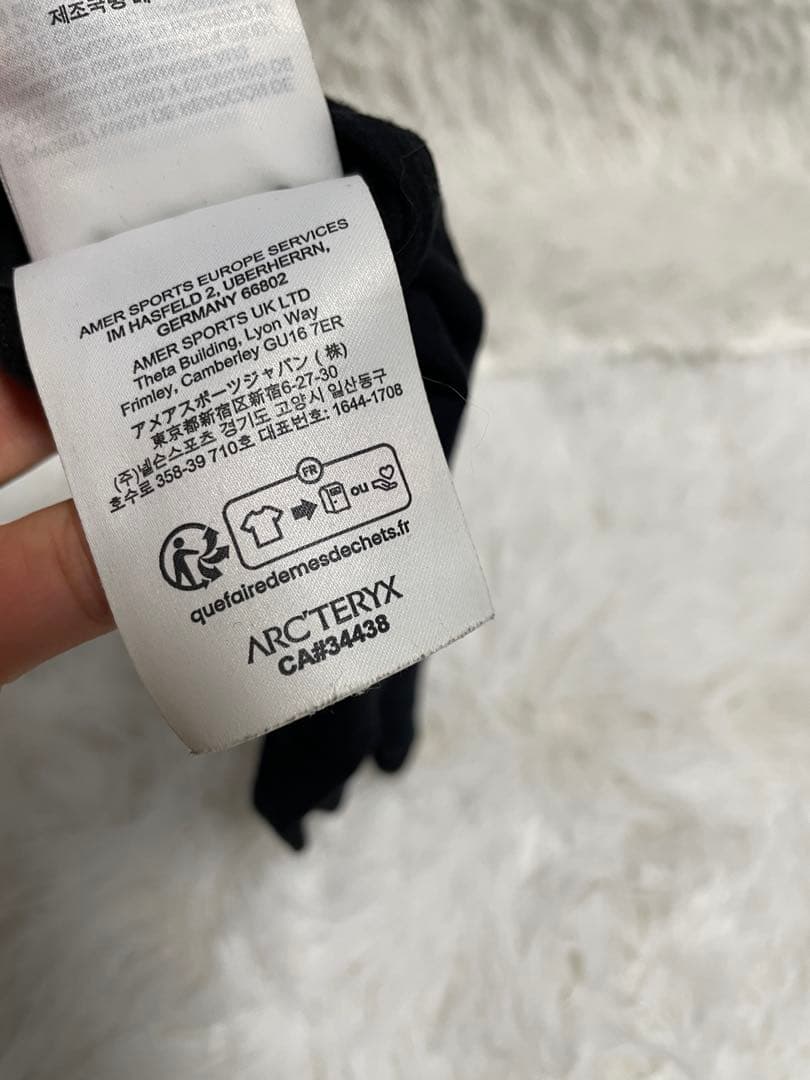 제조국명
AMER SPORTS EUROPE SERVICES
IM HASFELD 2, UBERHERRN,
GERMANY 66802
AMER SPORTS UK LTD
Theta Building, Lyon Way
Frimley, Camberley GU16 7ER
アメアスポーツジャパン (株)
東京都新宿区新宿6-27-30
(주)넬슨스포츠 경기도 고양시 일산동구
호수로 358-39 710호 대표번호: 1644-1708
FR
ou
quefairedemesdechets.fr
ARC'TERYX
CA#34438